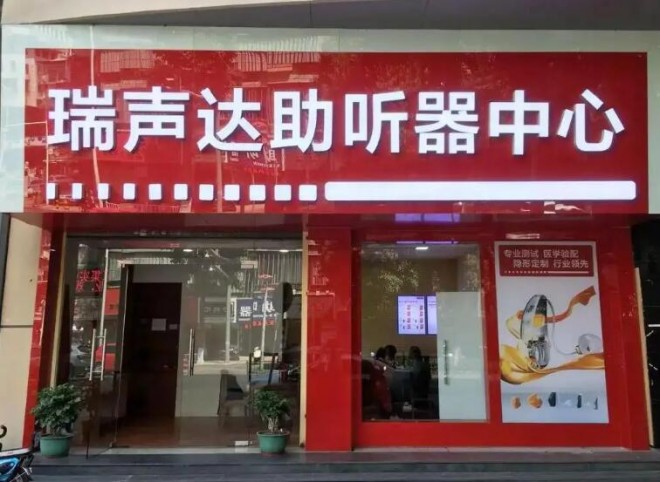 瑞声达助听器中心
专业测试 医学验配
隐形定制 行业领先